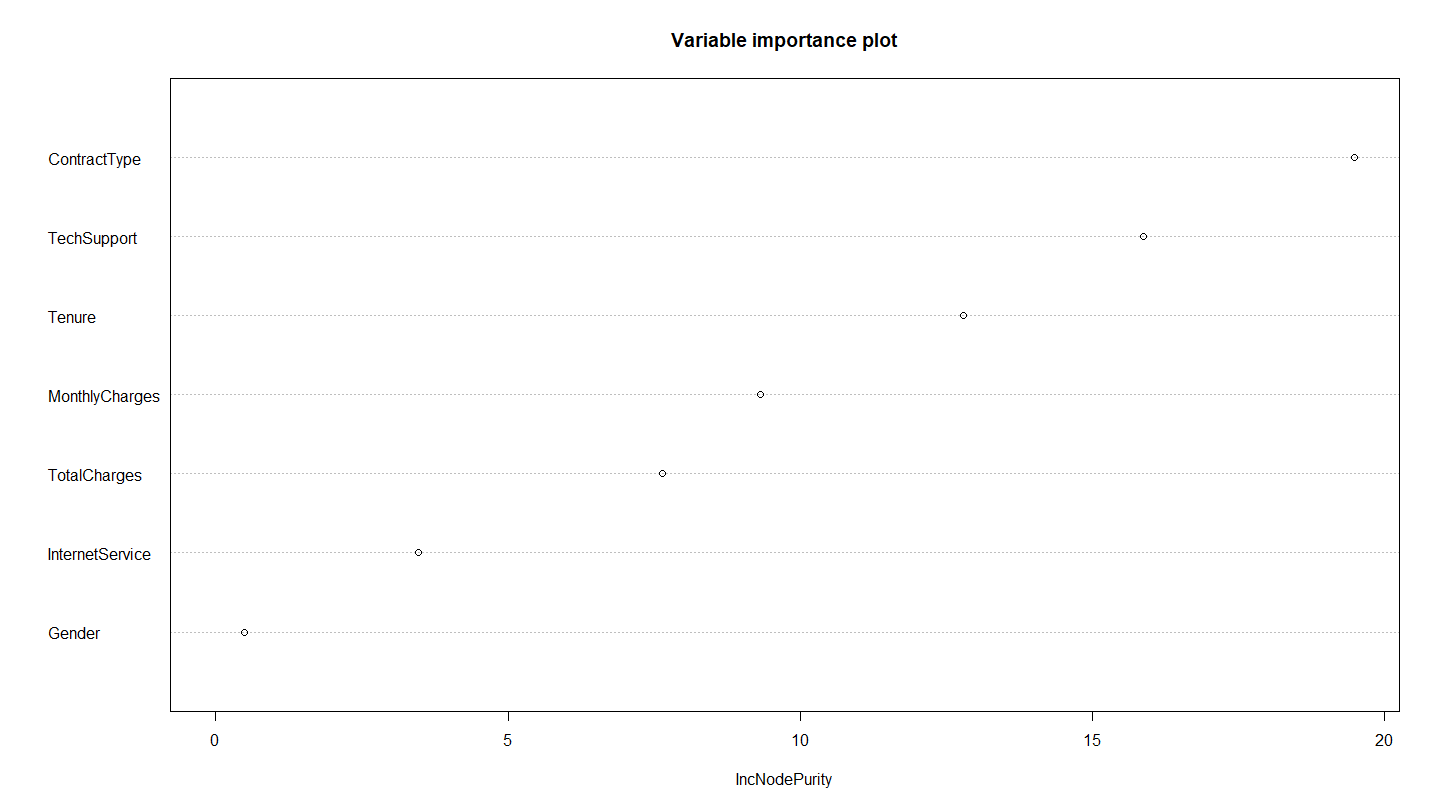 Variable importance plot
ContractType
TechSupport
Tenure
MonthlyCharges
TotalCharges
InternetService
Gender
0 5 10 15 20
IncNodePurity